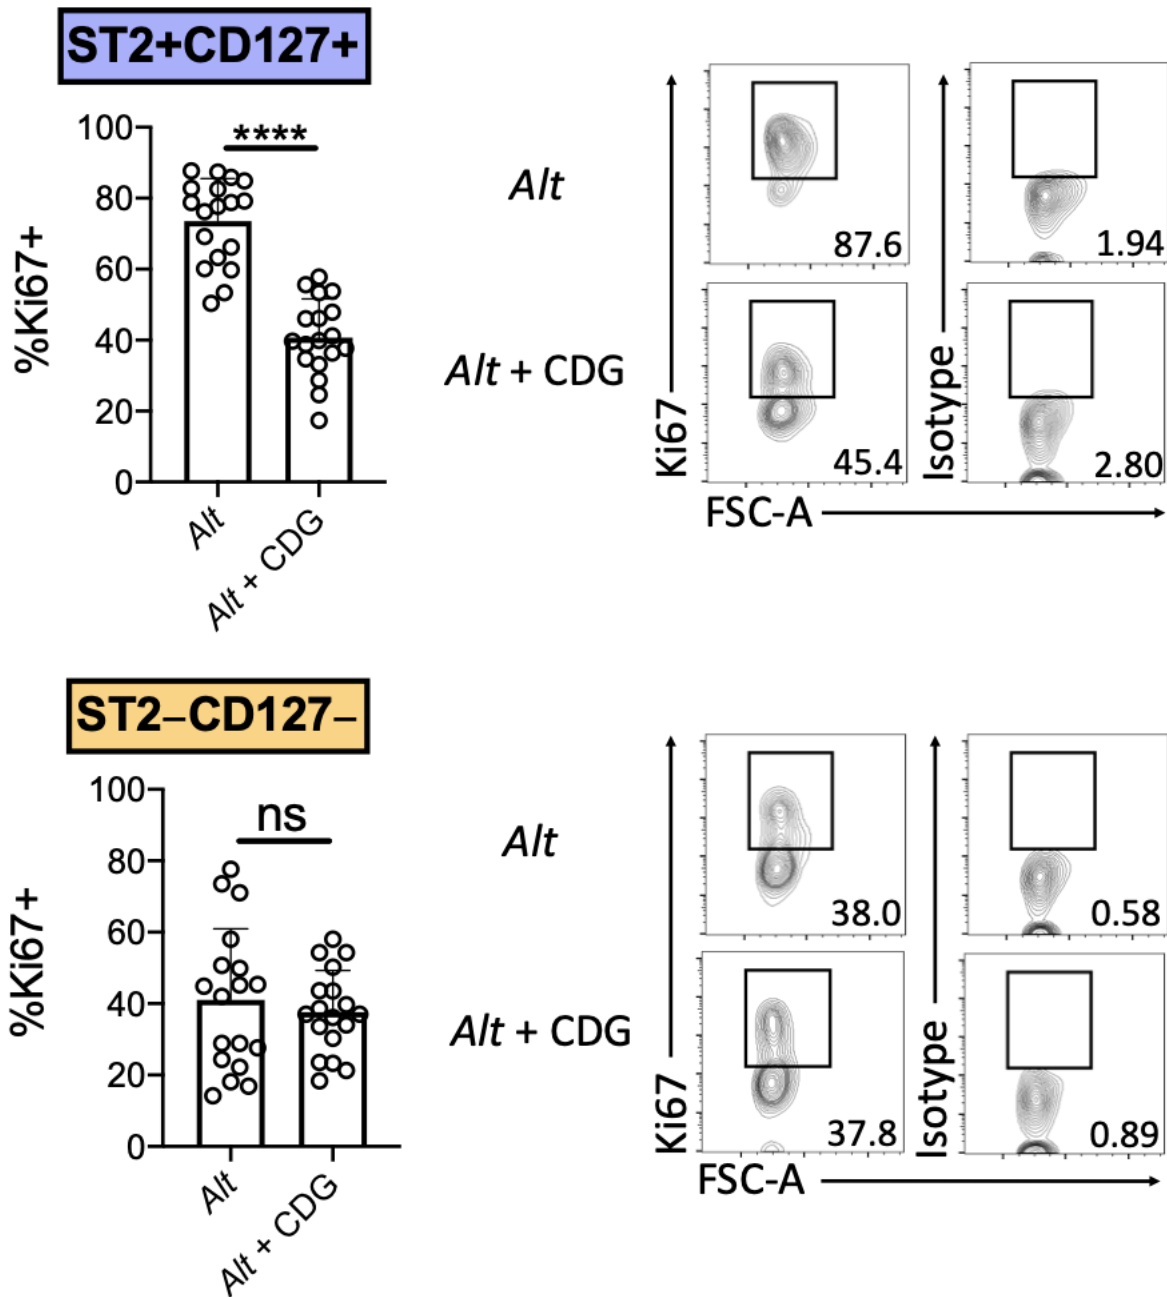 ST2+CD127+
%Ki67+
100
80
60
40
20
0
****
Alt
Alt + CDG
Alt
Alt + CDG
Ki67
Isotype
87.6
1.94
45.4
2.80
FSC-A
ST2–CD127–
%Ki67+
100
80
60
40
20
0
ns
Alt
Alt + CDG
Alt
Alt + CDG
Ki67
Isotype
38.0
0.58
37.8
0.89
FSC-A